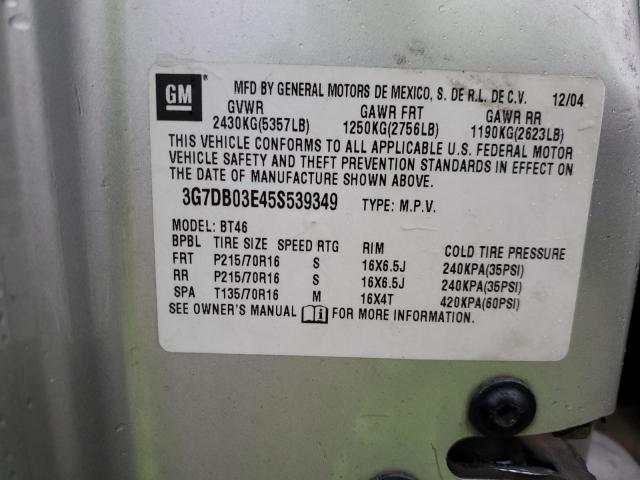 GM
MFD BY GENERAL MOTORS DE MEXICO, S. DE R.L. DE C.V. 12/04
GVWR GAWR FRT GAWR RR
2430KG(5357LB) 1250KG(2756LB) 1190KG(2623LB)
THIS VEHICLE CONFORMS TO ALL APPLICABLE U.S. FEDERAL MOTOR
VEHICLE SAFETY AND THEFT PREVENTION STANDARDS IN EFFECT ON
THE DATE OF MANUFACTURE SHOWN ABOVE.
3G7DB03E45S539349 TYPE: M.P.V.
MODEL: BT46
BPBL TIRE SIZE SPEED RTG RIM COLD TIRE PRESSURE
FRT P215/70R16 S 16X6.5J 240KPA(35PSI)
RR P215/70R16 S 16X6.5J 240KPA(35PSI)
SPA T135/70R16 M 16X4T 420KPA(60PSI)
SEE OWNER'S MANUAL FOR MORE INFORMATION.